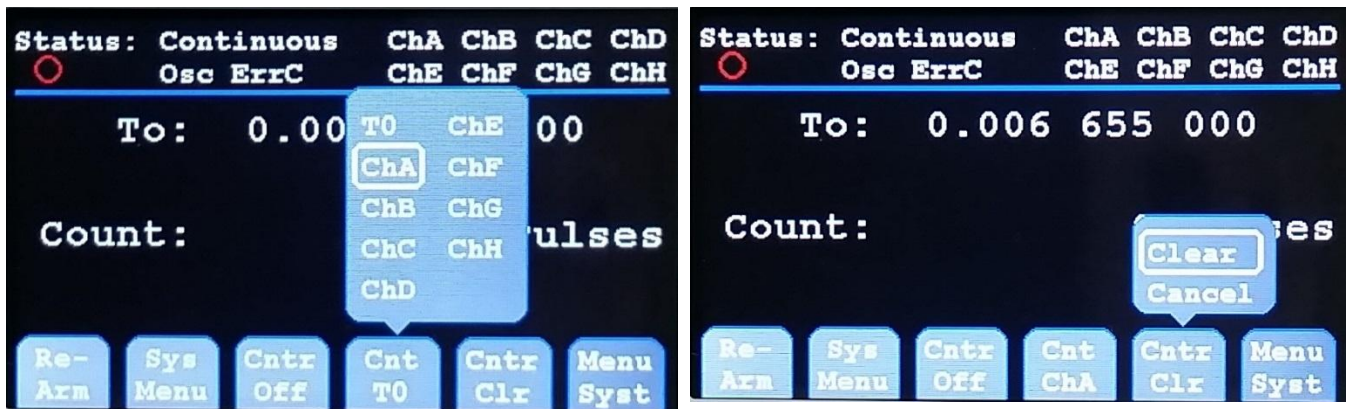 Status: Continuous ChA ChB ChC ChD
Osc ErrC ChE ChF ChG ChH
To: 0.00 00
T0 ChE
ChA ChF
ChB ChG
ChC ChH
ChD
Count: ulses
Re-Arm
Sys Menu
Cntr Off
Cnt T0
Cntr Clr
Menu Syst
Status: Continuous ChA ChB ChC ChD
Osc ErrC ChE ChF ChG ChH
To: 0.006 655 000
Count: es
Clear
Cancel
Re-Arm
Sys Menu
Cntr Off
Cnt ChA
Cntr Clr
Menu Syst